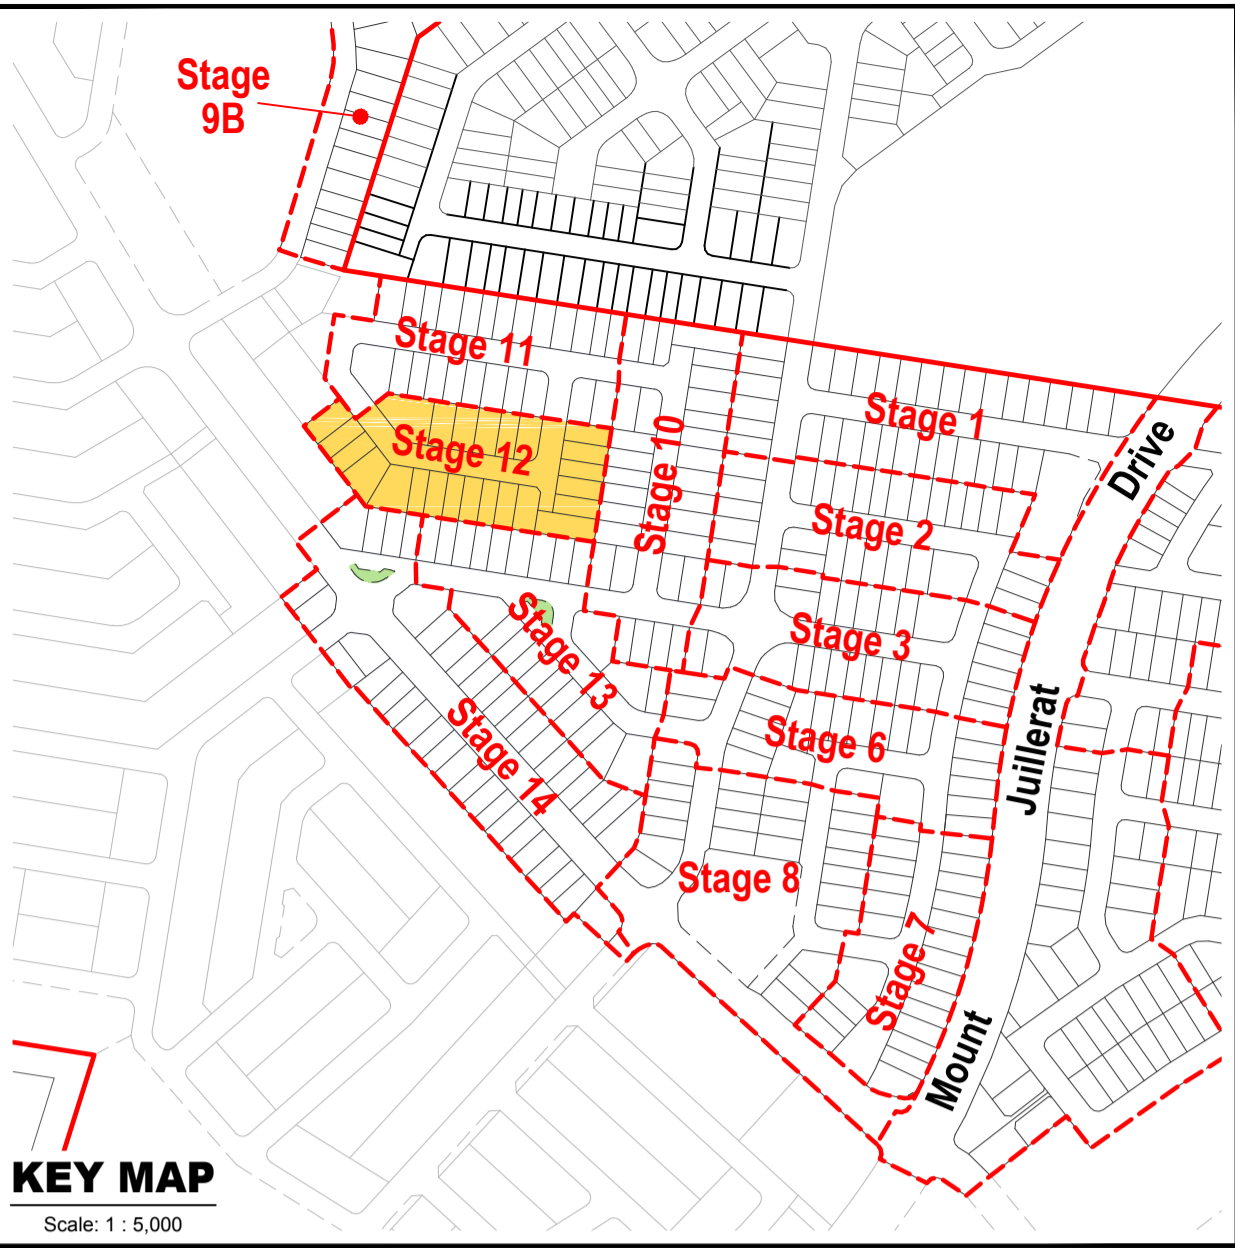 Stage
9B
Stage 11
Stage 12
Stage 10
Stage 1
Drive
Stage 2
Stage 3
Stage 13
Stage 6
Juillerat
Stage 14
Stage 8
Stage 7
Mount
KEY MAP
Scale: 1 : 5,000